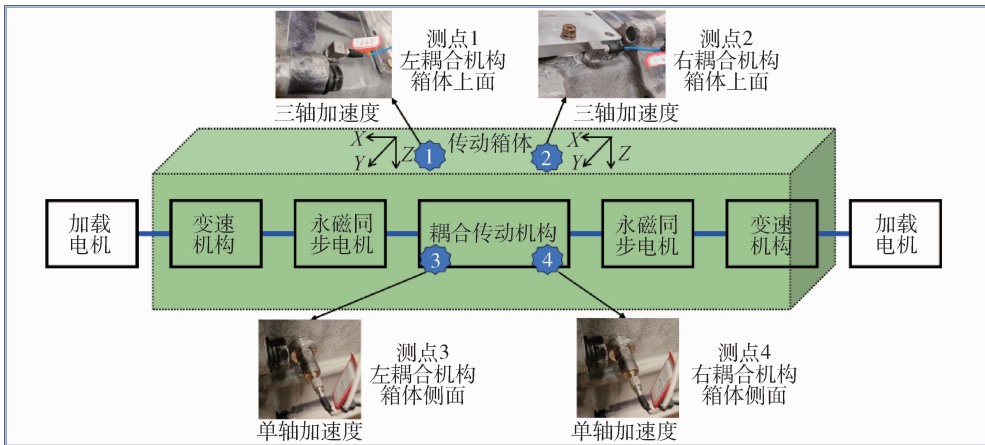 测点1
左耦合机构
箱体上面
三轴加速度
测点2
右耦合机构
箱体上面
三轴加速度
X
Y
Z
1
传动箱体
2
X
Y
Z
加载
电机
变速
机构
永磁同
步电机
耦合传动机构
3
4
永磁同
步电机
变速
机构
加载
电机
测点3
左耦合机构
箱体侧面
单轴加速度
测点4
右耦合机构
箱体侧面
单轴加速度